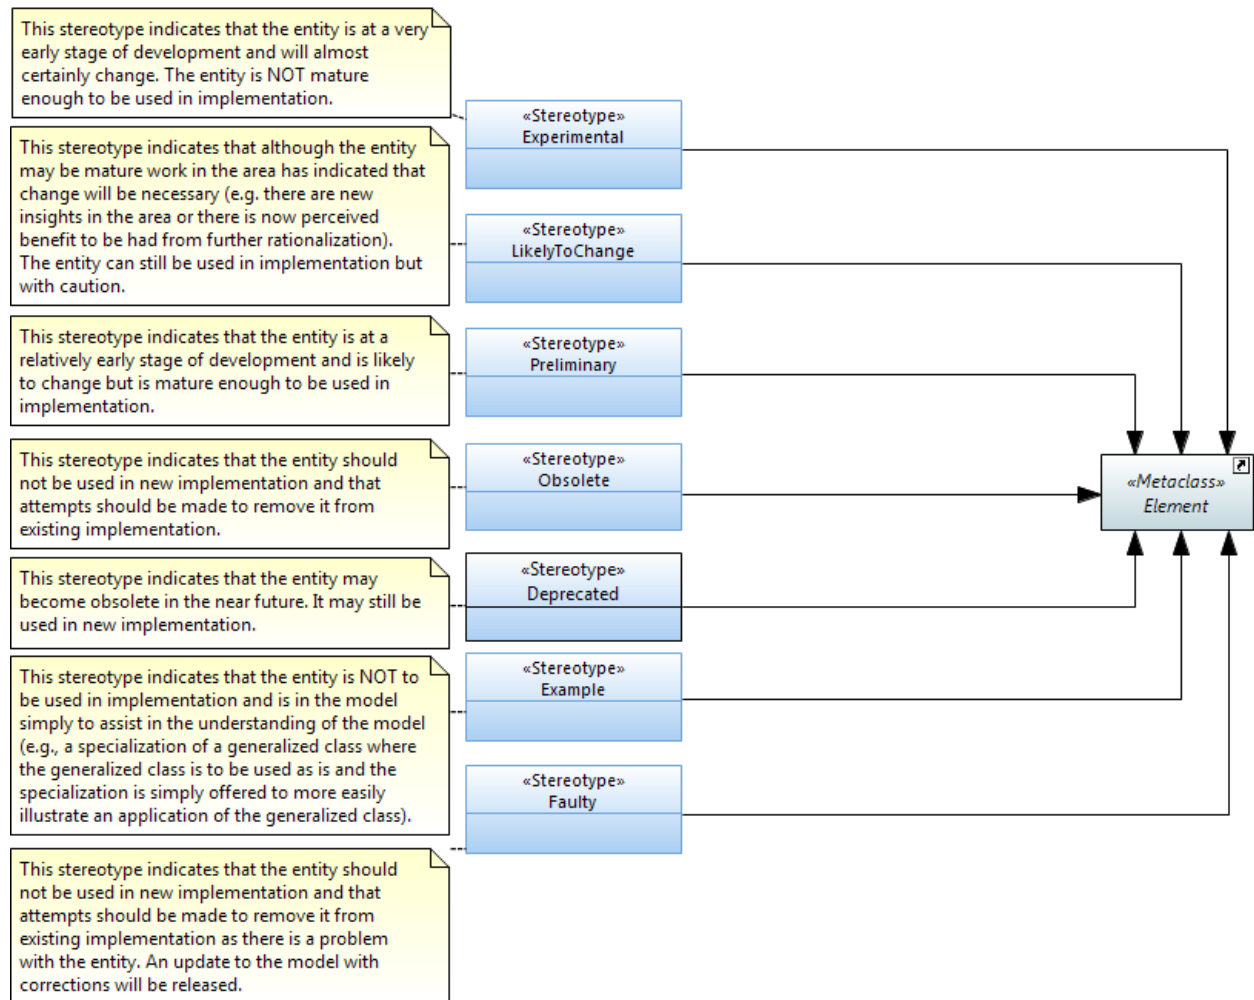 This stereotype indicates that the entity is at a very
early stage of development and will almost
certainly change. The entity is NOT mature
enough to be used in implementation.
«Stereotype»
Experimental
This stereotype indicates that although the entity
may be mature work in the area has indicated that
change will be necessary (e.g. there are new
insights in the area or there is now perceived
benefit to be had from further rationalization).
The entity can still be used in implementation but
with caution.
«Stereotype»
LikelyToChange
This stereotype indicates that the entity is at a
relatively early stage of development and is likely
to change but is mature enough to be used in
implementation.
«Stereotype»
Preliminary
This stereotype indicates that the entity should
not be used in new implementation and that
attempts should be made to remove it from
existing implementation.
«Stereotype»
Obsolete
«Metaclass»
Element
This stereotype indicates that the entity may
become obsolete in the near future. It may still be
used in new implementation.
«Stereotype»
Deprecated
This stereotype indicates that the entity is NOT to
be used in implementation and is in the model
simply to assist in the understanding of the model
(e.g., a specialization of a generalized class where
the generalized class is to be used as is and the
specialization is simply offered to more easily
illustrate an application of the generalized class).
«Stereotype»
Example
«Stereotype»
Faulty
This stereotype indicates that the entity should
not be used in new implementation and that
attempts should be made to remove it from
existing implementation as there is a problem
with the entity. An update to the model with
corrections will be released.